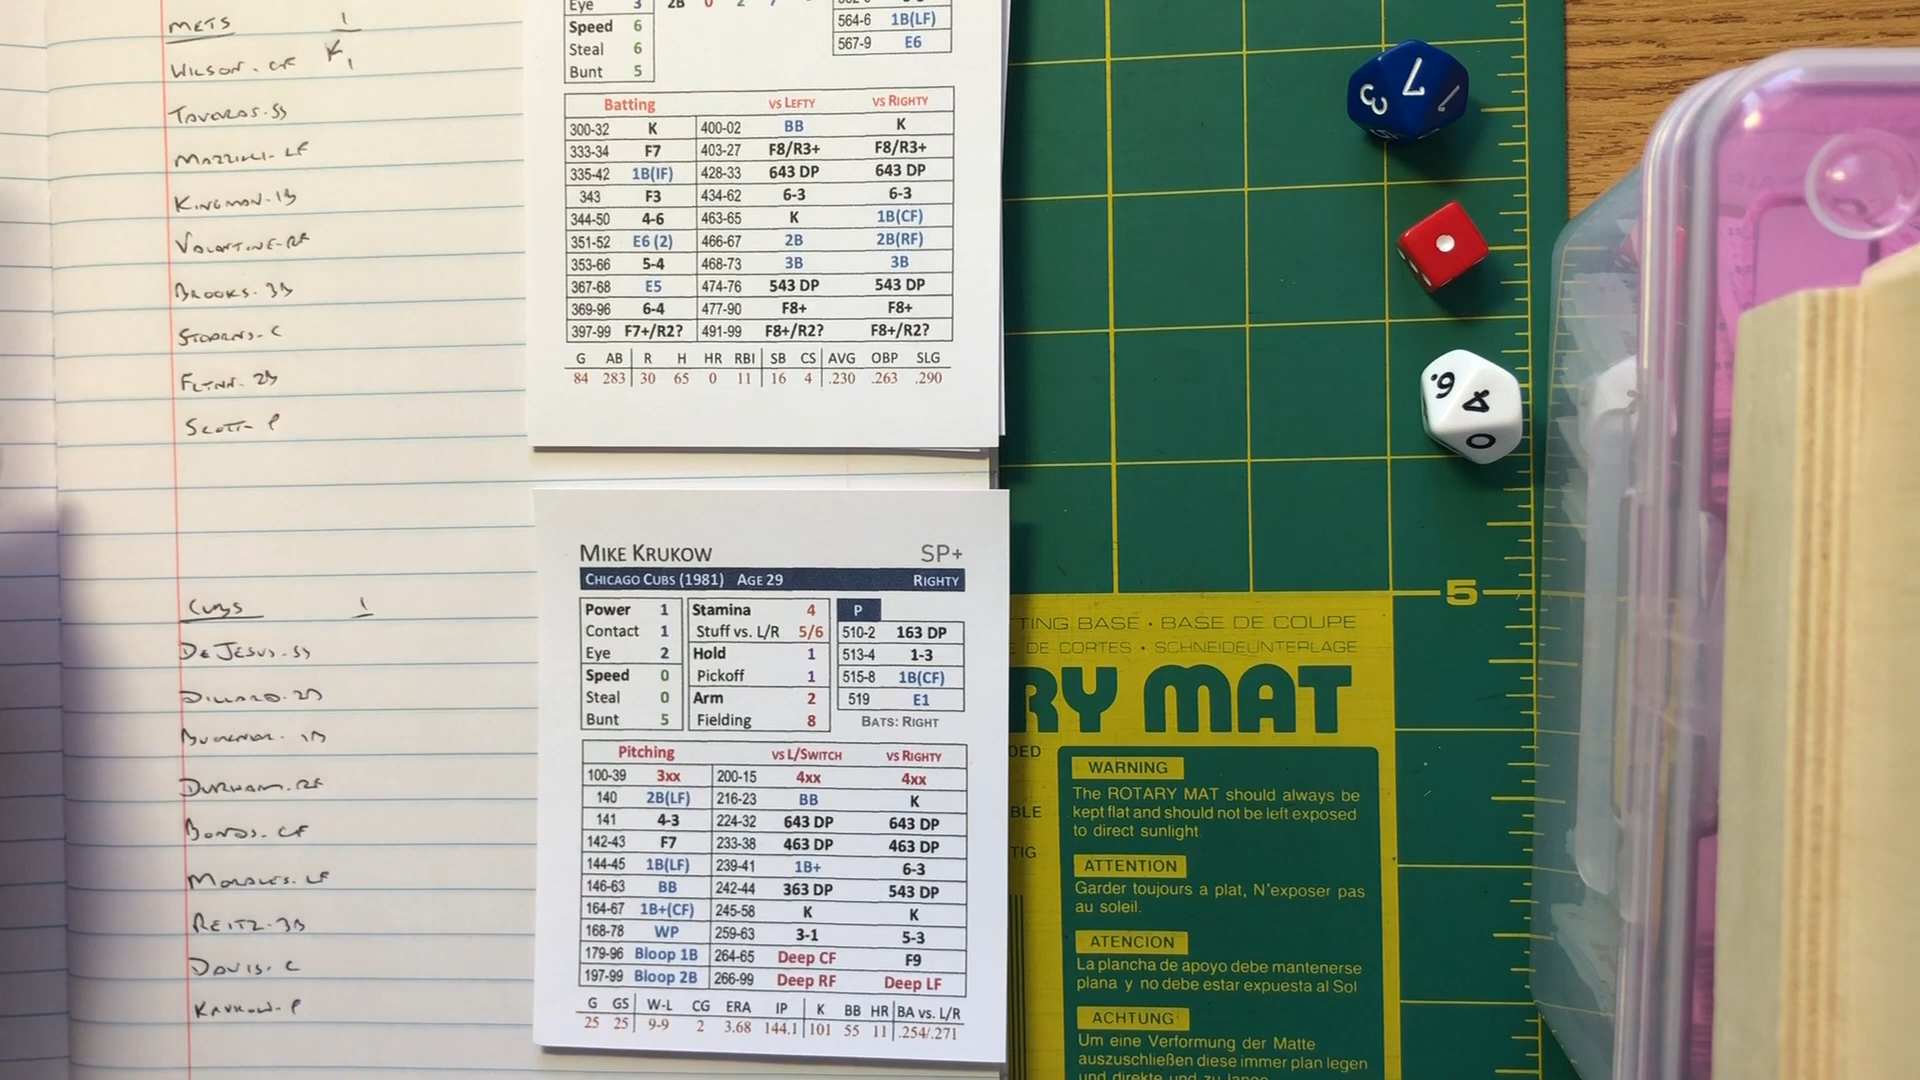 METS 1
WILSON. CF K 1
TAVERAS. SS
MAZZILLI- LF
KINGMAN. 1B
VALENTINE- RF
BROOKS. 3B
STEARNS- C
FLYNN. 2B
SCOTT- P
CUBS 1
DEJESUS- SS
DILLARD. 2B
BUCKNER. 1B
DURHAM. RF
BONDS. CF
MORALES. LF
REITZ- 3B
DAVIS. C
KRUKOW- P
Eye 3 2B 0 2 7
Speed 6
Steal 6
Bunt 5
564-6 1B(LF)
567-9 E6
Batting VS LEFTY VS RIGHTY
300-32 K 400-02 BB K
333-34 F7 403-27 F8/R3+ F8/R3+
335-42 1B(IF) 428-33 643 DP 643 DP
343 F3 434-62 6-3 6-3
344-50 4-6 463-65 K 1B(CF)
351-52 E6 (2) 466-67 2B 2B(RF)
353-66 5-4 468-73 3B 3B
367-68 E5 474-76 543 DP 543 DP
369-96 6-4 477-90 F8+ F8+
397-99 F7+/R2? 491-99 F8+/R2? F8+/R2?
G AB R H HR RBI SB CS AVG OBP SLG
84 283 30 65 0 11 16 4 .230 .263 .290
MIKE KRUKOW SP+
CHICAGO CUBS (1981) AGE 29 RIGHTY
Power 1 Stamina 4 P
Contact 1 Stuff vs. L/R 5/6 510-2 163 DP
Eye 2 Hold 1 513-4 1-3
Speed 0 Pickoff 1 515-8 1B(CF)
Steal 0 Arm 2 519 E1
Bunt 5 Fielding 8 BATS: RIGHT
Pitching VS L/SWITCH VS RIGHTY
100-39 3xx 200-15 4xx 4xx
140 2B(LF) 216-23 BB K
141 4-3 224-32 643 DP 643 DP
142-43 F7 233-38 463 DP 463 DP
144-45 1B(LF) 239-41 1B+ 6-3
146-63 BB 242-44 363 DP 543 DP
164-67 1B+(CF) 245-58 K K
168-78 WP 259-63 3-1 5-3
179-96 Bloop 1B 264-65 Deep CF F9
197-99 Bloop 2B 266-99 Deep RF Deep LF
G GS W-L CG ERA IP K BB HR BA vs. L/R
25 25 9-9 2 3.68 144.1 101 55 11 .254/.271
3 7 1
6. 4 0
5
TING BASE · BASE DE COUPE
DE CORTES · SCHNEIDEUNTERLAGE
RY MAT
WARNING
The ROTARY MAT should always be
kept flat and should not be left exposed
to direct sunlight
ATTENTION
Garder toujours a plat, N'exposer pas
au soleil.
ATENCION
La plancha de apoyo debe mantenerse
plana y no debe estar expuesta al Sol
ACHTUNG
Um eine Verformung der Matte
auszuschließen diese immer plan legen
und direkte und zu lange